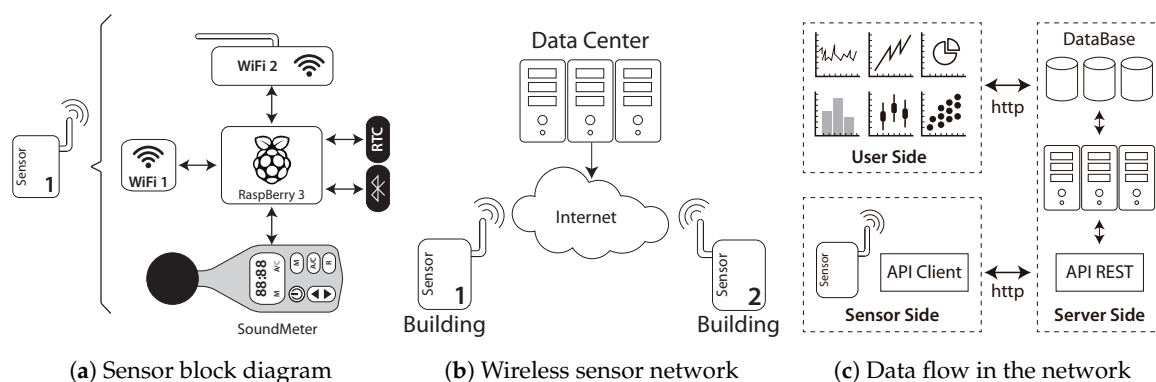 WiFi 2
Sensor
1
WiFi 1
RTC
RaspBerry 3
88:88
M
A/C
M
A/C
R
SoundMeter
(a) Sensor block diagram
Data Center
Internet
Sensor
1
Building
Sensor
2
Building
(b) Wireless sensor network
User Side
http
DataBase
Sensor
API Client
Sensor Side
http
API REST
Server Side
(c) Data flow in the network